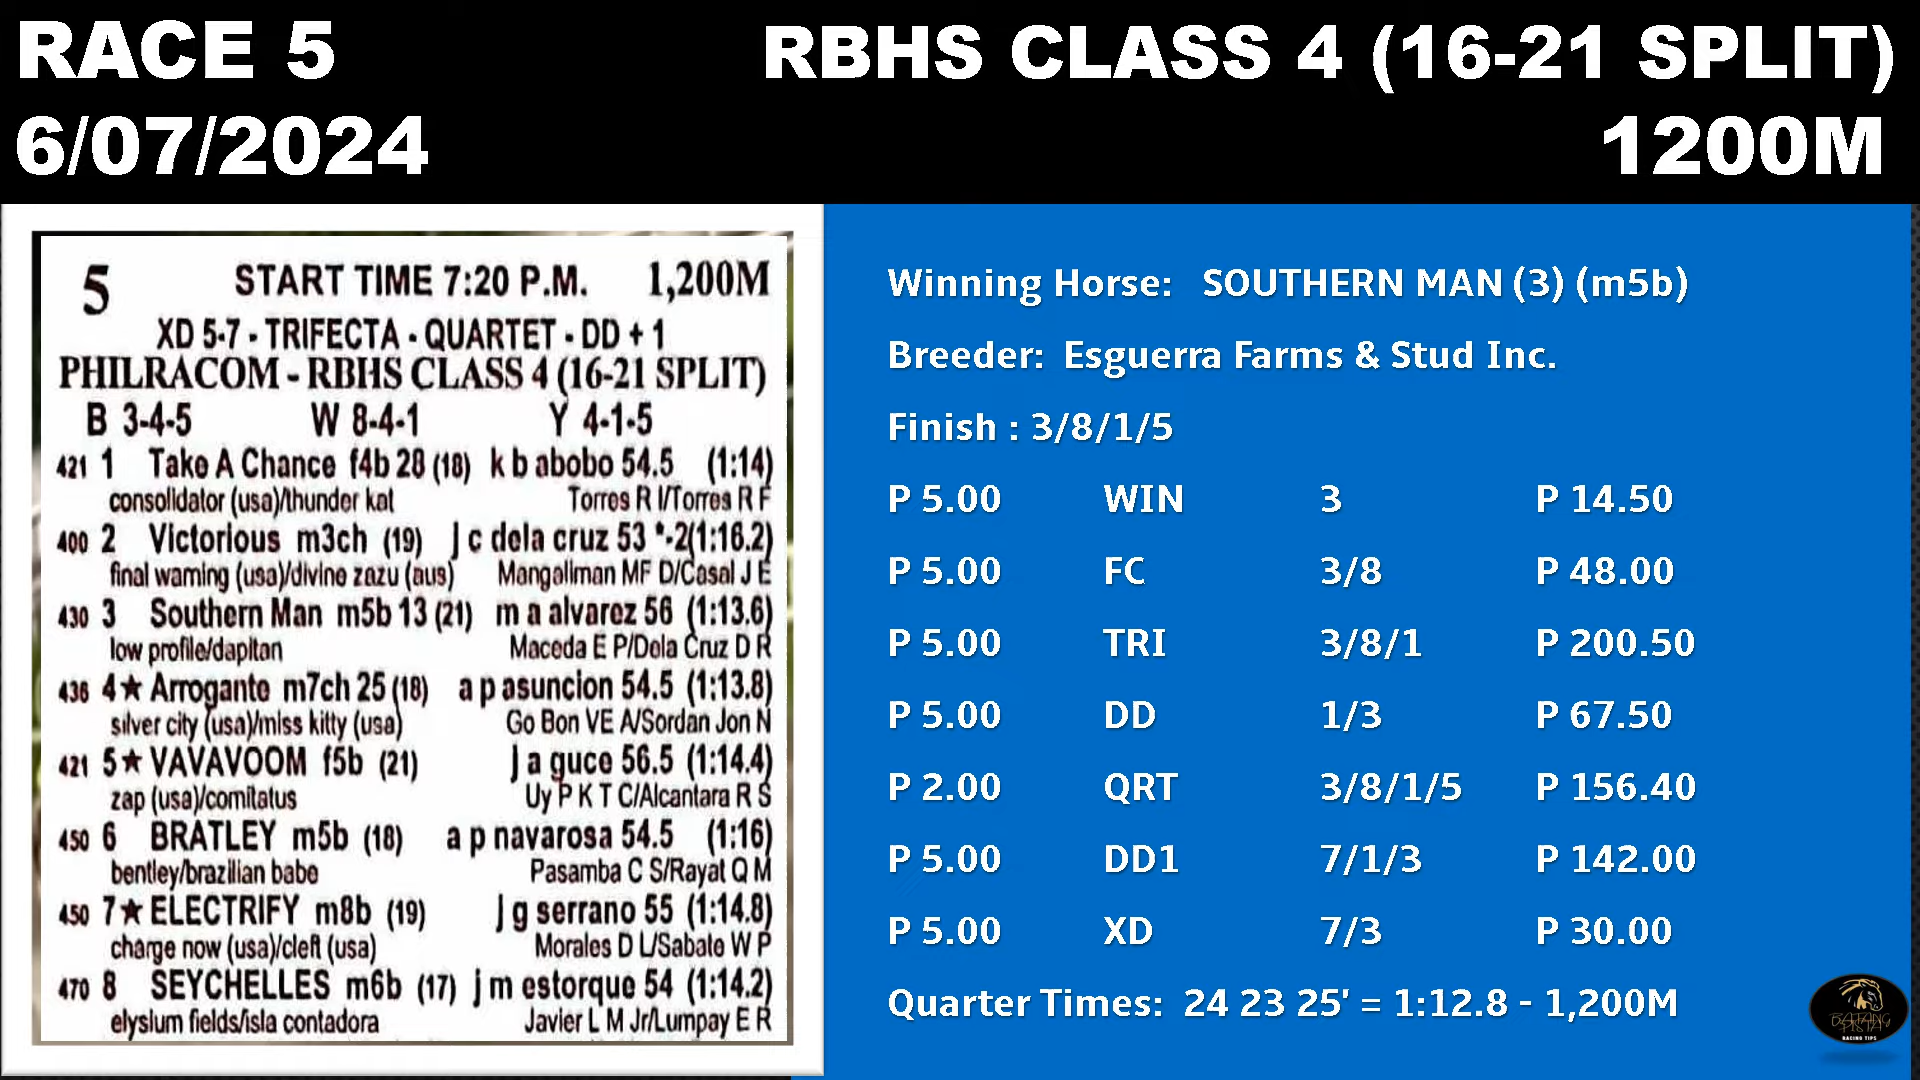 RACE 5
6/07/2024
RBHS CLASS 4 (16-21 SPLIT)
1200M
5 START TIME 7:20 P.M. 1,200M
XD 5-7 - TRIFECTA - QUARTET - DD + 1
PHILRACOM - RBHS CLASS 4 (16-21 SPLIT)
B 3-4-5 W 8-4-1 Y 4-1-5
421 1 Take A Chance f4b 28 (18) k b abobo 54.5 (1:14)
consolidator (usa)/thunder kat Torres R I/Torres R F
400 2 Victorious m3ch (19) j c dela cruz 53 *-2(1:16.2)
final warning (usa)/divine zazu (aus) Mangaliman MF D/Casal J E
430 3 Southern Man m5b 13 (21) m a alvarez 56 (1:13.6)
low profile/dapitan Maceda E P/Dela Cruz D R
436 4★ Arrogante m7ch 25 (18) a p asuncion 54.5 (1:13.8)
silver city (usa)/miss kitty (usa) Go Bon VE A/Sordan Jon N
421 5★ VAVAVOOM f5b (21) j a guce 56.5 (1:14.4)
zap (usa)/comitatus Uy P K T C/Alcantara R S
450 6 BRATLEY m5b (18) a p navarosa 54.5 (1:16)
bentley/brazilian babe Pasamba C S/Rayat Q M
450 7★ ELECTRIFY m8b (19) j g serrano 55 (1:14.8)
charge now (usa)/cleft (usa) Morales D L/Sabate W P
470 8 SEYCHELLES m6b (17) j m estorque 54 (1:14.2)
elysium fields/isla contadora Javier L M Jr/Lumpay E R
Winning Horse: SOUTHERN MAN (3) (m5b)
Breeder: Esguerra Farms & Stud Inc.
Finish : 3/8/1/5
P 5.00 WIN 3 P 14.50
P 5.00 FC 3/8 P 48.00
P 5.00 TRI 3/8/1 P 200.50
P 5.00 DD 1/3 P 67.50
P 2.00 QRT 3/8/1/5 P 156.40
P 5.00 DD1 7/1/3 P 142.00
P 5.00 XD 7/3 P 30.00
Quarter Times: 24 23 25' = 1:12.8 - 1,200M
BATANG
PISTA
RACING TIPS